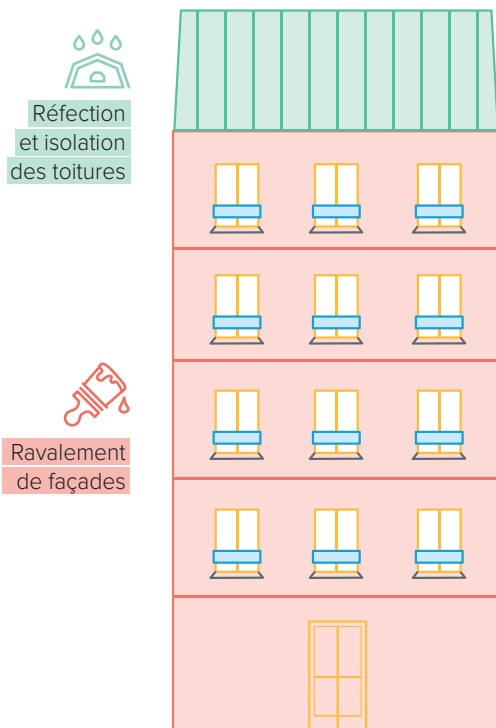 Réfection
et isolation
des toitures
Ravalement
de façades